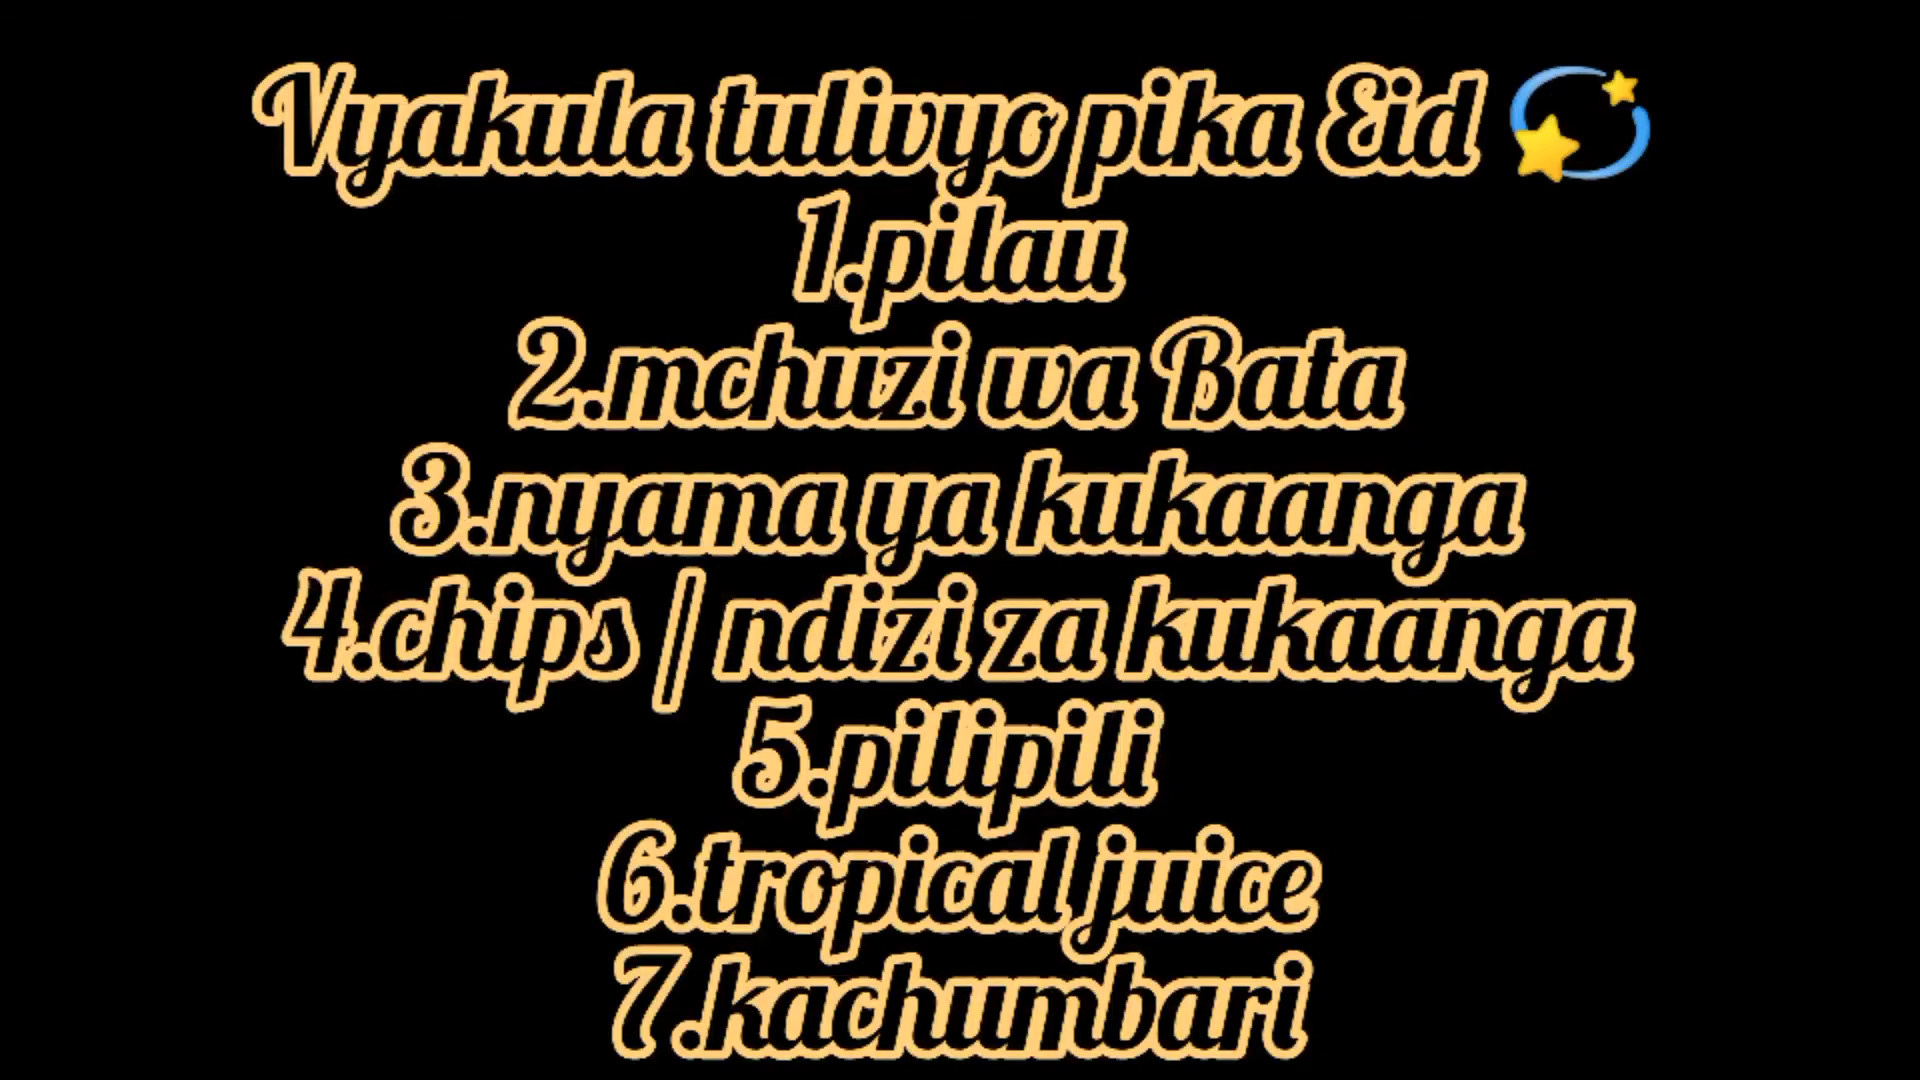 Vyakula tulivyo pika Eid 💫
1.pilau
2.mchuzi wa Bata
3.nyama ya kukaanga
4.chips / ndizi za kukaanga
5.pilipili
6.tropical juice
7.kachumbari